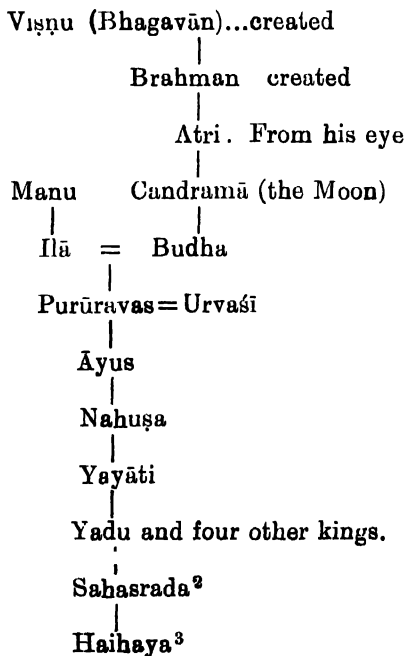 Viṣṇu (Bhagavān)...created
Brahman created
Atri. From his eye
Manu Candramā (the Moon)
Ilā = Budha
Purūravas = Urvaśī
Āyus
Nahuṣa
Yayāti
Yadu and four other kings.
Sahasrada²
Haihaya³